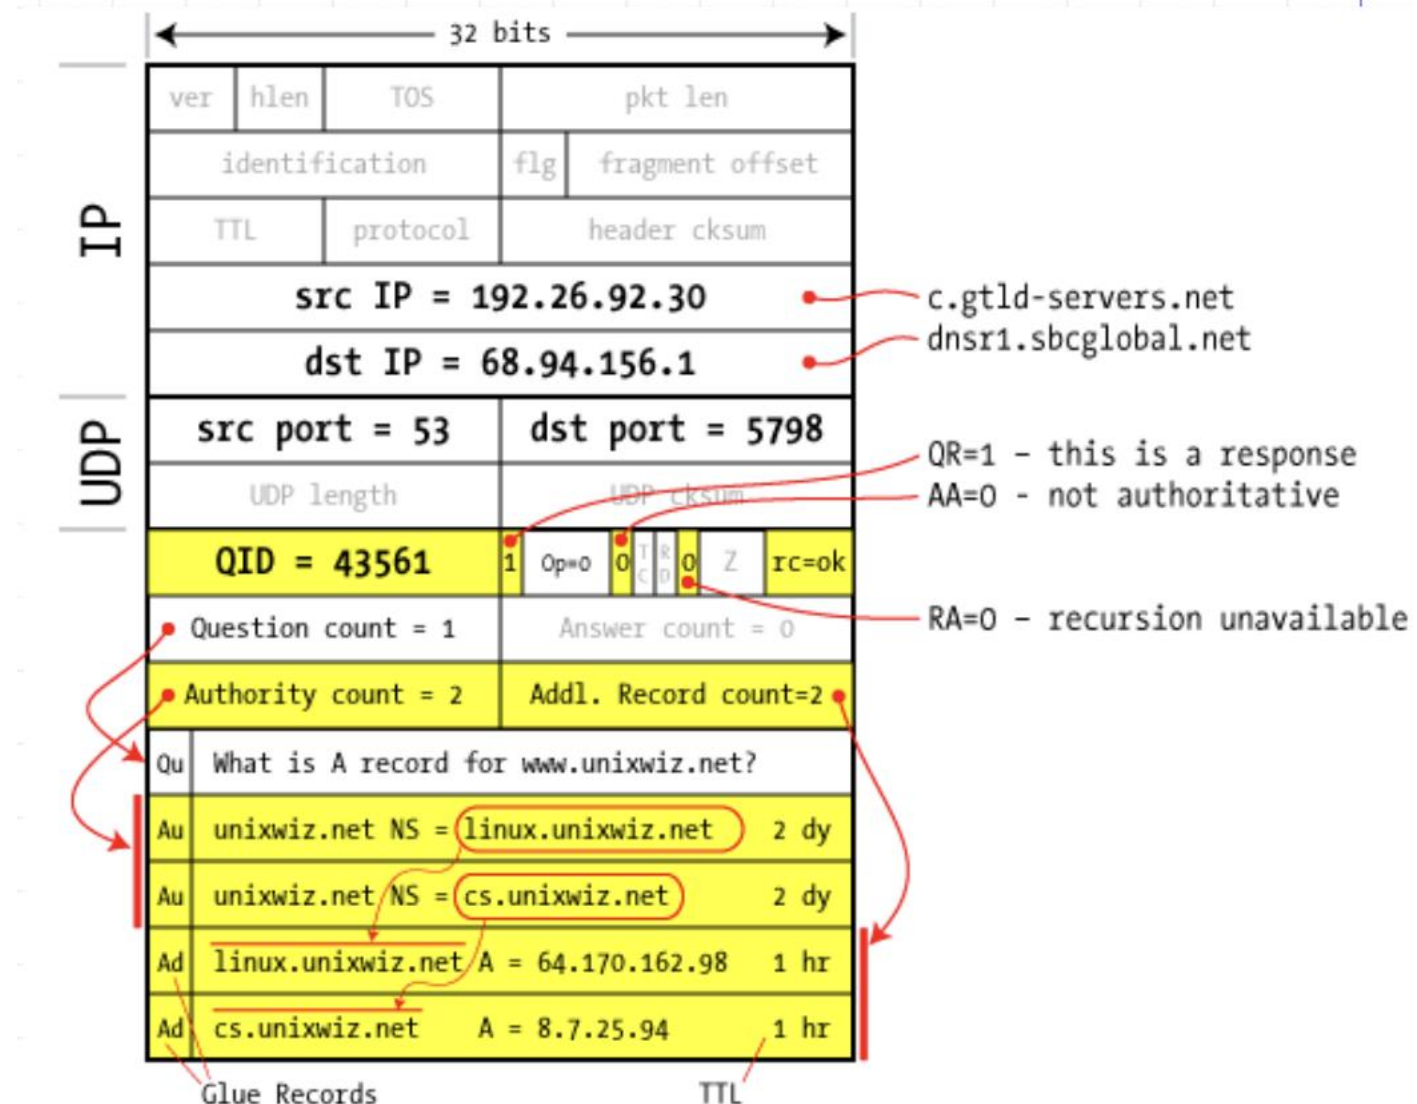 32 bits
ver hlen TOS pkt len
identification flg fragment offset
TTL protocol header cksum
IP
src IP = 192.26.92.30
c.gtld-servers.net
dst IP = 68.94.156.1
dnsr1.sbcglobal.net
UDP
src port = 53 dst port = 5798
QR=1 – this is a response
UDP length UDP cksum
AA=0 - not authoritative
QID = 43561 1 Op=0 0 TC RD 0 Z rc=ok
RA=0 – recursion unavailable
Question count = 1 Answer count = 0
Authority count = 2 Addl. Record count=2
Qu What is A record for www.unixwiz.net?
Au unixwiz.net NS = linux.unixwiz.net 2 dy
Au unixwiz.net NS = cs.unixwiz.net 2 dy
Ad linux.unixwiz.net A = 64.170.162.98 1 hr
Ad cs.unixwiz.net A = 8.7.25.94 1 hr
Glue Records TTL